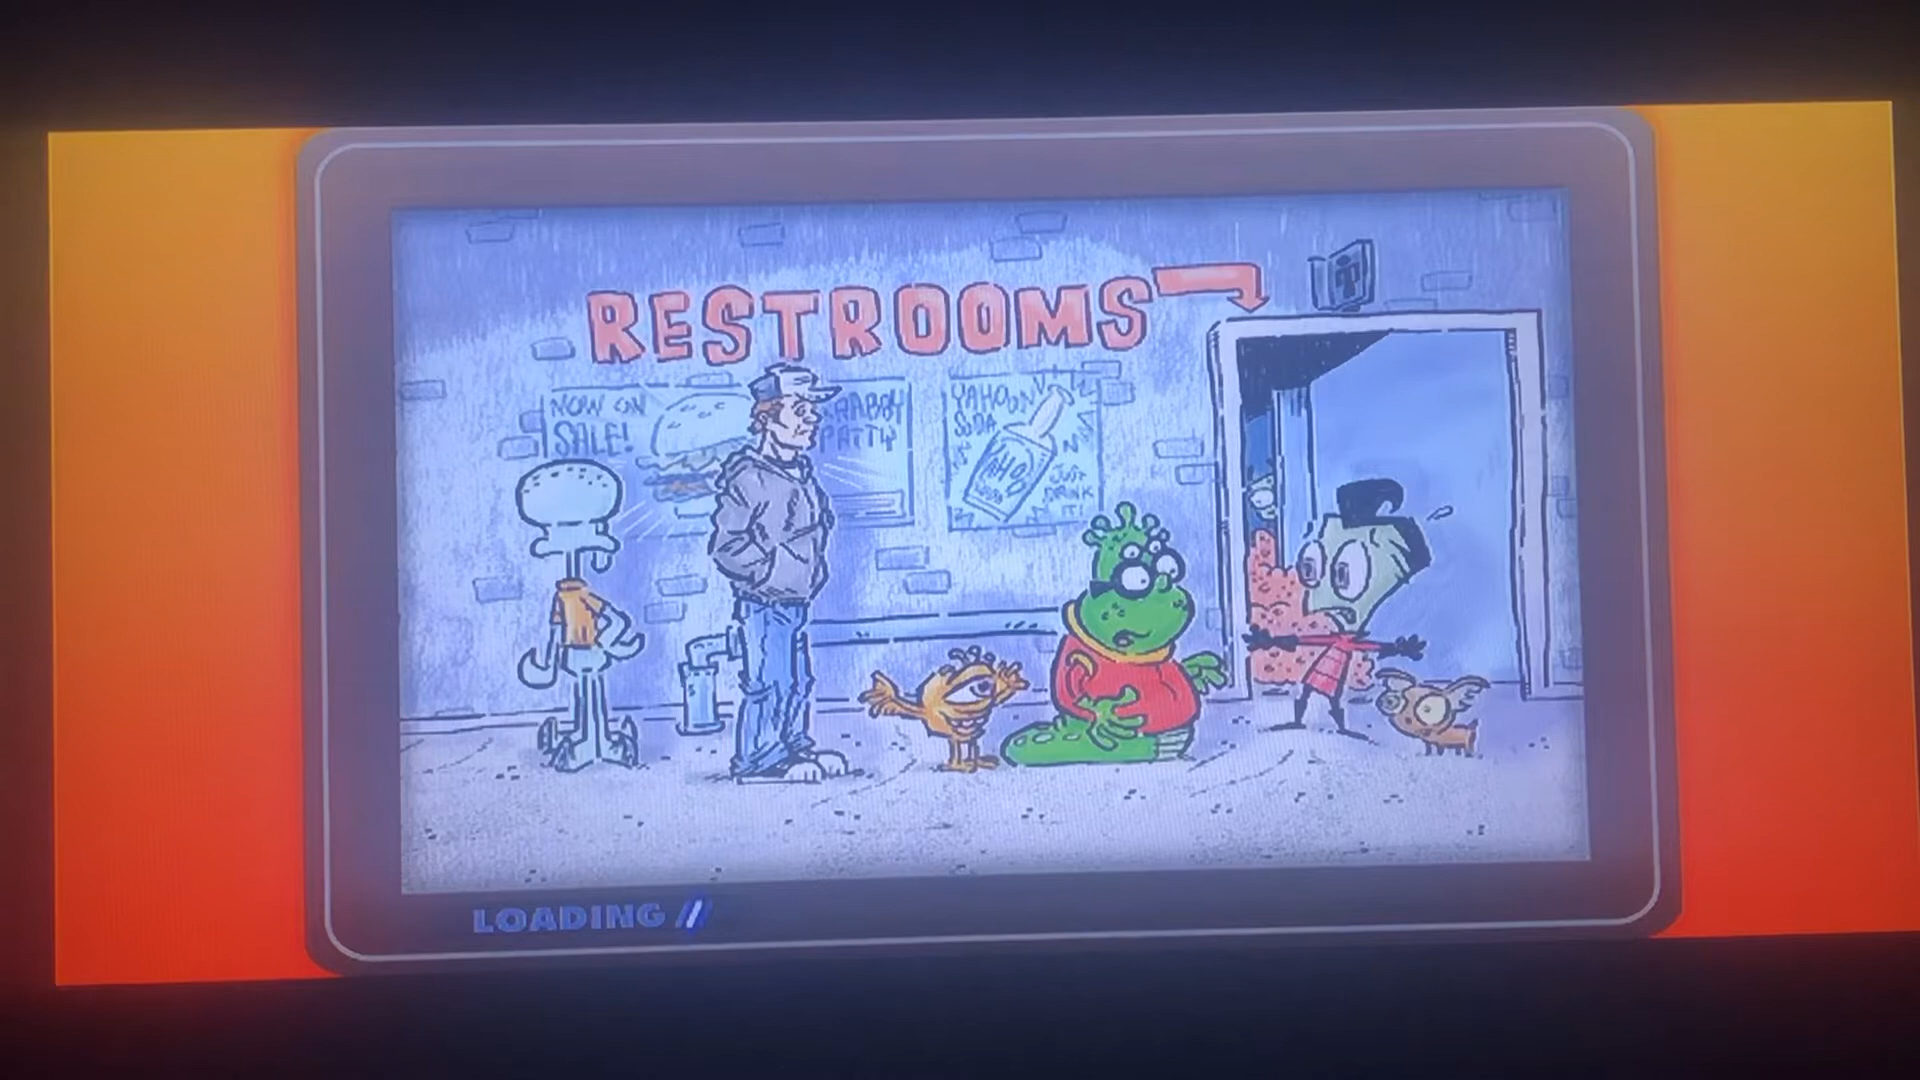 RESTROOMS
NOW ON
SALE!
KRABBY
PATTY
YAHOO
SODA
JUST
DRINK
IT!
LOADING